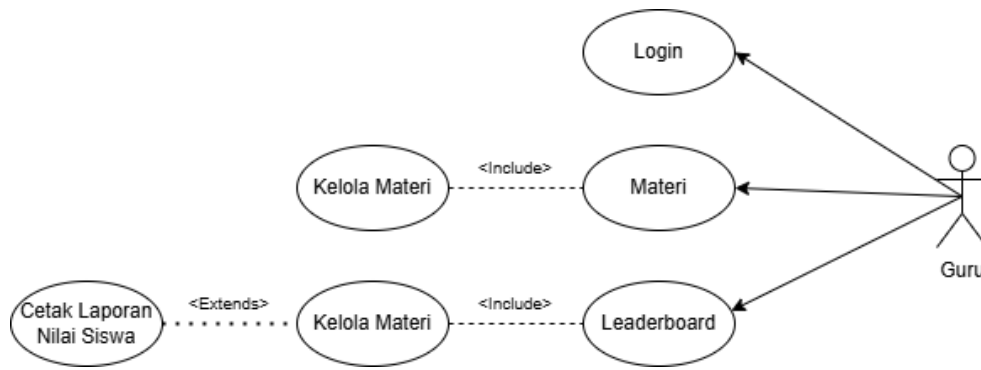 Login
Kelola Materi
<Include>
Materi
Guru
Cetak Laporan
Nilai Siswa
<Extends>
Kelola Materi
<Include>
Leaderboard